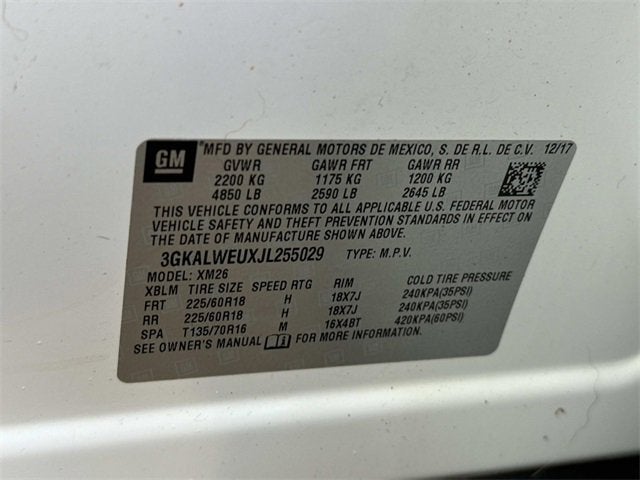 GM MFD BY GENERAL MOTORS DE MEXICO, S. DE R.L. DE C.V. 12/17
GVWR GAWR FRT GAWR RR
2200 KG 1175 KG 1200 KG
4850 LB 2590 LB 2645 LB
THIS VEHICLE CONFORMS TO ALL APPLICABLE U.S. FEDERAL MOTOR
VEHICLE SAFETY AND THEFT PREVENTION STANDARDS IN EFFECT ON
THE DATE OF MANUFACTURE SHOWN ABOVE.
3GKALWEUXJL255029 TYPE: M.P.V.
MODEL: XM26
XBLM TIRE SIZE SPEED RTG RIM COLD TIRE PRESSURE
FRT 225/60R18 H 18X7J 240KPA(35PSI)
RR 225/60R18 H 18X7J 240KPA(35PSI)
SPA T135/70R16 M 16X4BT 420KPA(60PSI)
SEE OWNER'S MANUAL FOR MORE INFORMATION.